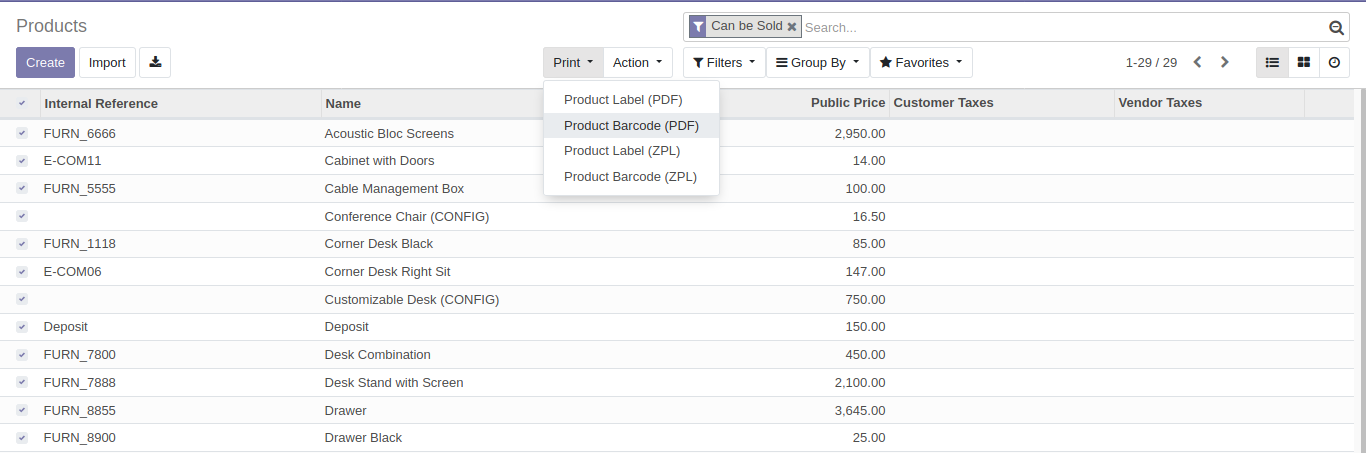 Products
Can be Sold Search...
Create Import Print Action Filters Group By Favorites 1-29 / 29
Product Label (PDF)
Product Barcode (PDF)
Product Label (ZPL)
Product Barcode (ZPL)
Internal Reference Name Public Price Customer Taxes Vendor Taxes
FURN_6666 Acoustic Bloc Screens 2,950.00
E-COM11 Cabinet with Doors 14.00
FURN_5555 Cable Management Box 100.00
Conference Chair (CONFIG) 16.50
FURN_1118 Corner Desk Black 85.00
E-COM06 Corner Desk Right Sit 147.00
Customizable Desk (CONFIG) 750.00
Deposit Deposit 150.00
FURN_7800 Desk Combination 450.00
FURN_7888 Desk Stand with Screen 2,100.00
FURN_8855 Drawer 3,645.00
FURN_8900 Drawer Black 25.00